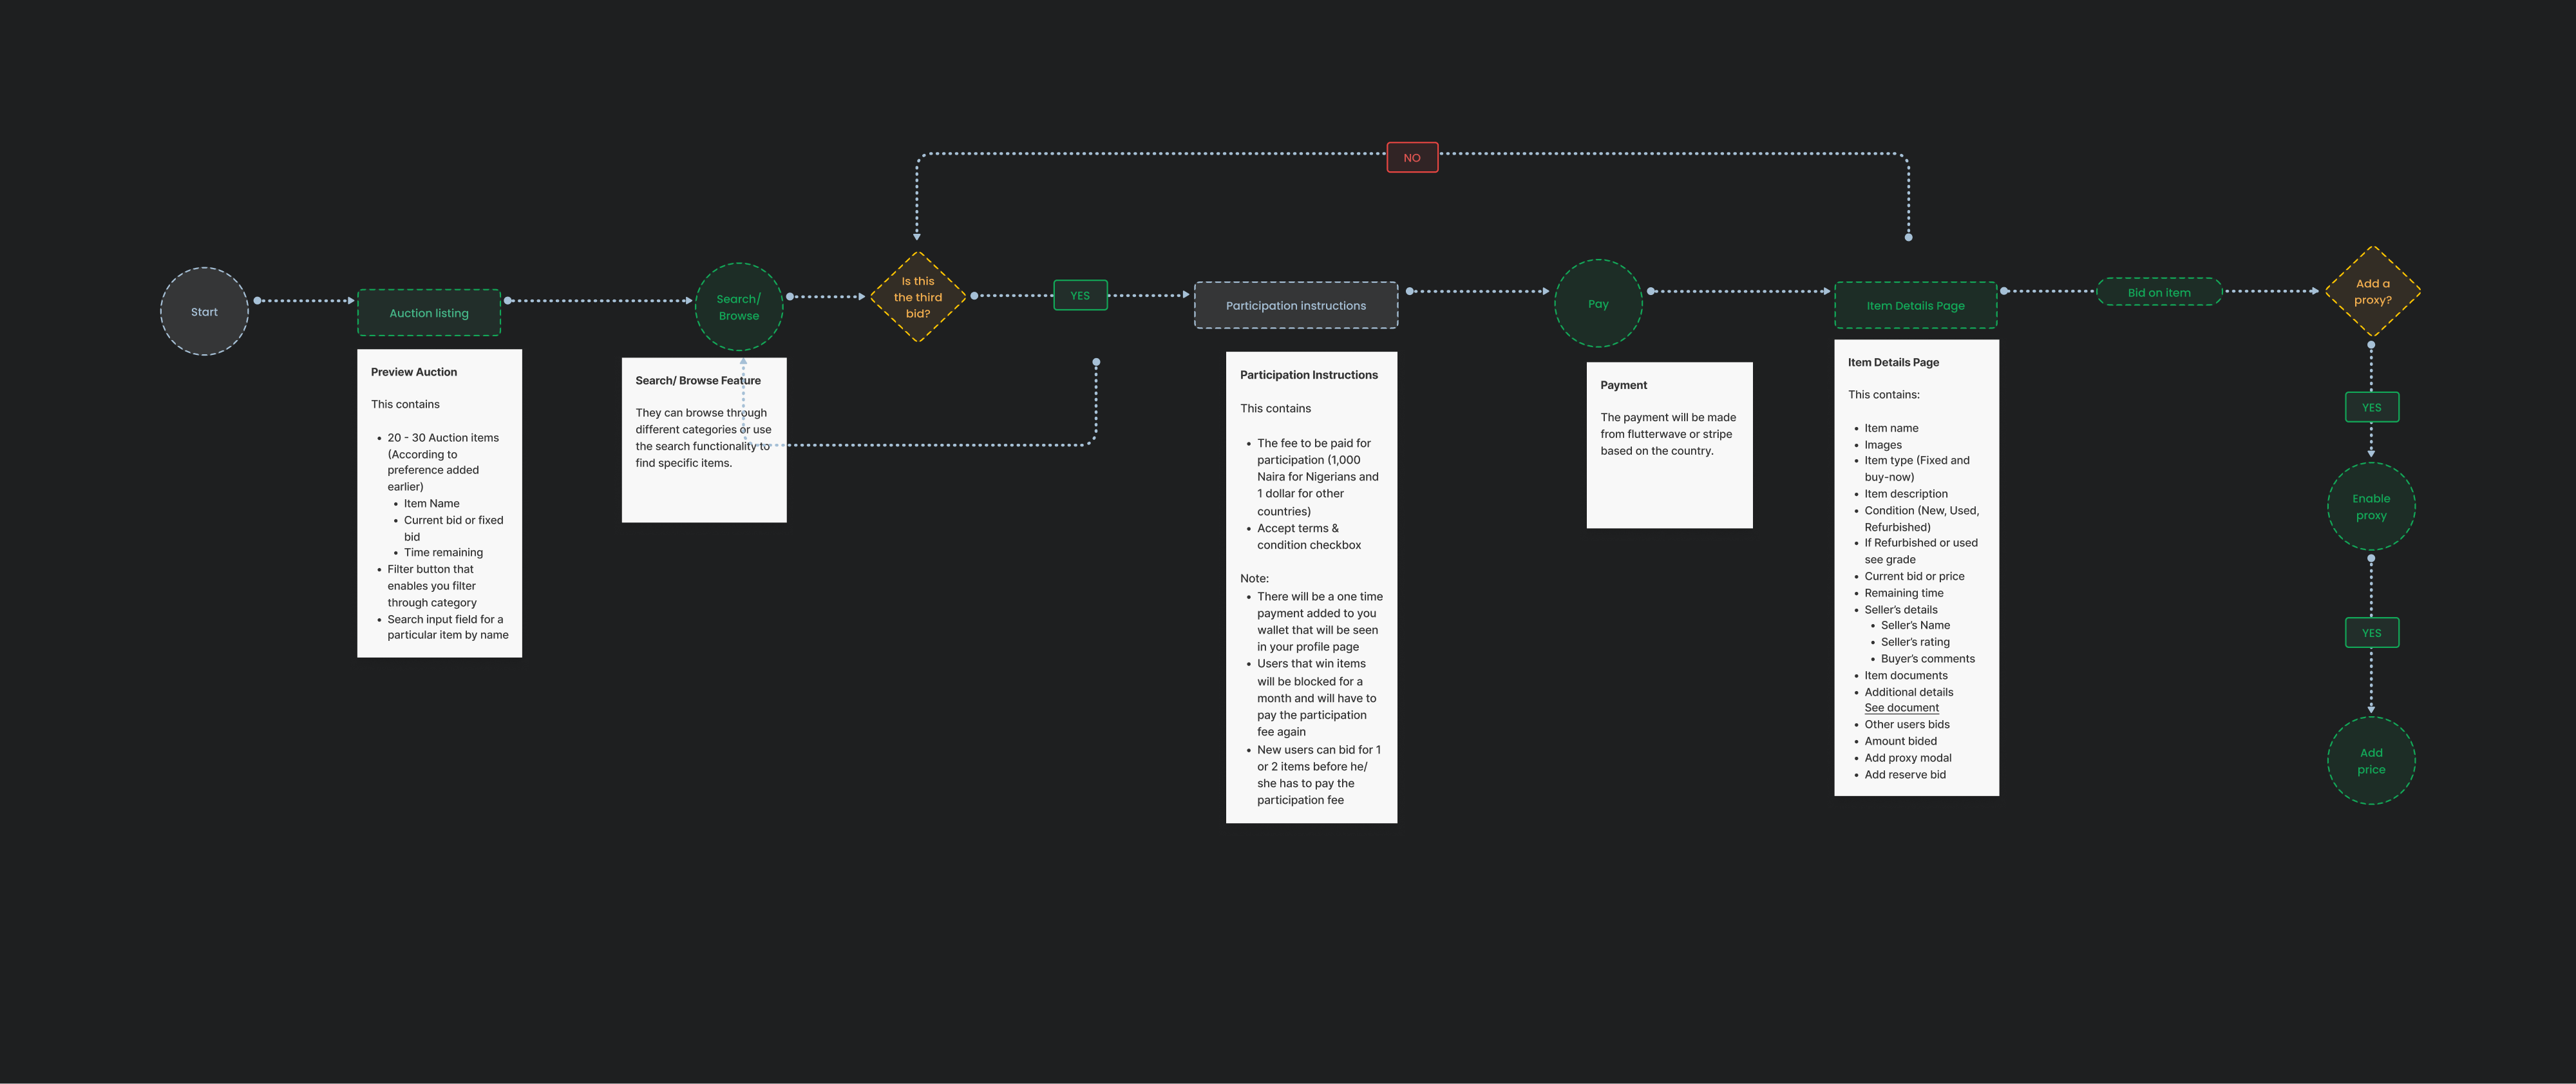 NO
Start
Auction listing
Search/
Browse
Is this
the third
bid?
YES
Participation instructions
Pay
Item Details Page
Bid on item
Add a
proxy?
Preview Auction
This contains
• 20 - 30 Auction items
(According to
preference added
earlier)
• Item Name
• Current bid or fixed
bid
• Time remaining
• Filter button that
enables you filter
through category
• Search input field for a
particular item by name
Search/ Browse Feature
They can browse through
different categories or use
the search functionality to
find specific items.
Participation Instructions
This contains
• The fee to be paid for
participation (1,000
Naira for Nigerians and
1 dollar for other
countries)
• Accept terms &
condition checkbox
Note:
• There will be a one time
payment added to you
wallet that will be seen
in your profile page
• Users that win items
will be blocked for a
month and will have to
pay the participation
fee again
• New users can bid for 1
or 2 items before he/
she has to pay the
participation fee
Payment
The payment will be made
from flutterwave or stripe
based on the country.
Item Details Page
This contains:
• Item name
• Images
• Item type (Fixed and
buy-now)
• Item description
• Condition (New, Used,
Refurbished)
• If Refurbished or used
see grade
• Current bid or price
• Remaining time
• Seller’s details
• Seller’s Name
• Seller’s rating
• Buyer’s comments
• Item documents
• Additional details
See document
• Other users bids
• Amount bided
• Add proxy modal
• Add reserve bid
YES
Enable
proxy
YES
Add
price